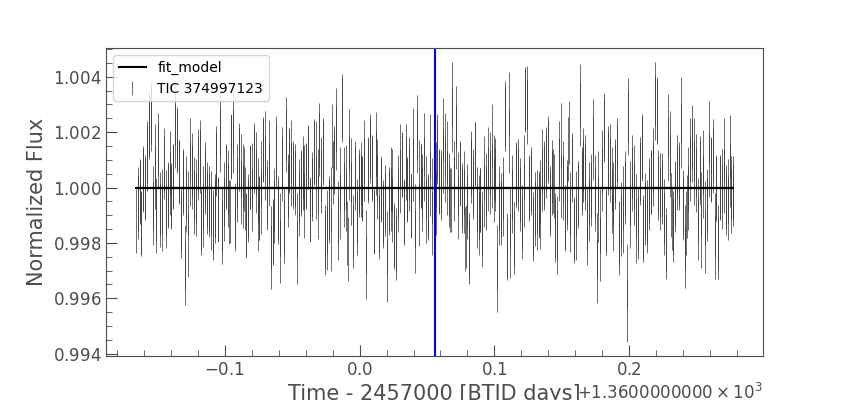 fit_model
TIC 374997123
1.004
1.002
1.000
0.998
0.996
0.994
Normalized Flux
−0.1
0.0
0.1
0.2
Time - 2457000 [BTJD days]
+1.3600000000 × 10³